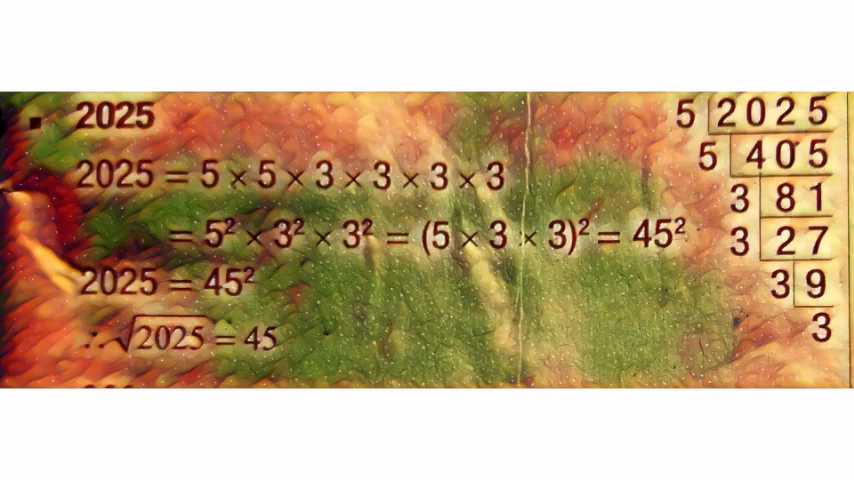 ▪ 2025
2025 = 5 × 5 × 3 × 3 × 3 × 3
= 5² × 3² × 3² = (5 × 3 × 3)² = 45²
2025 = 45²
∴ √2025 = 45
5 | 2025
5 | 405
3 | 81
3 | 27
3 | 9
3